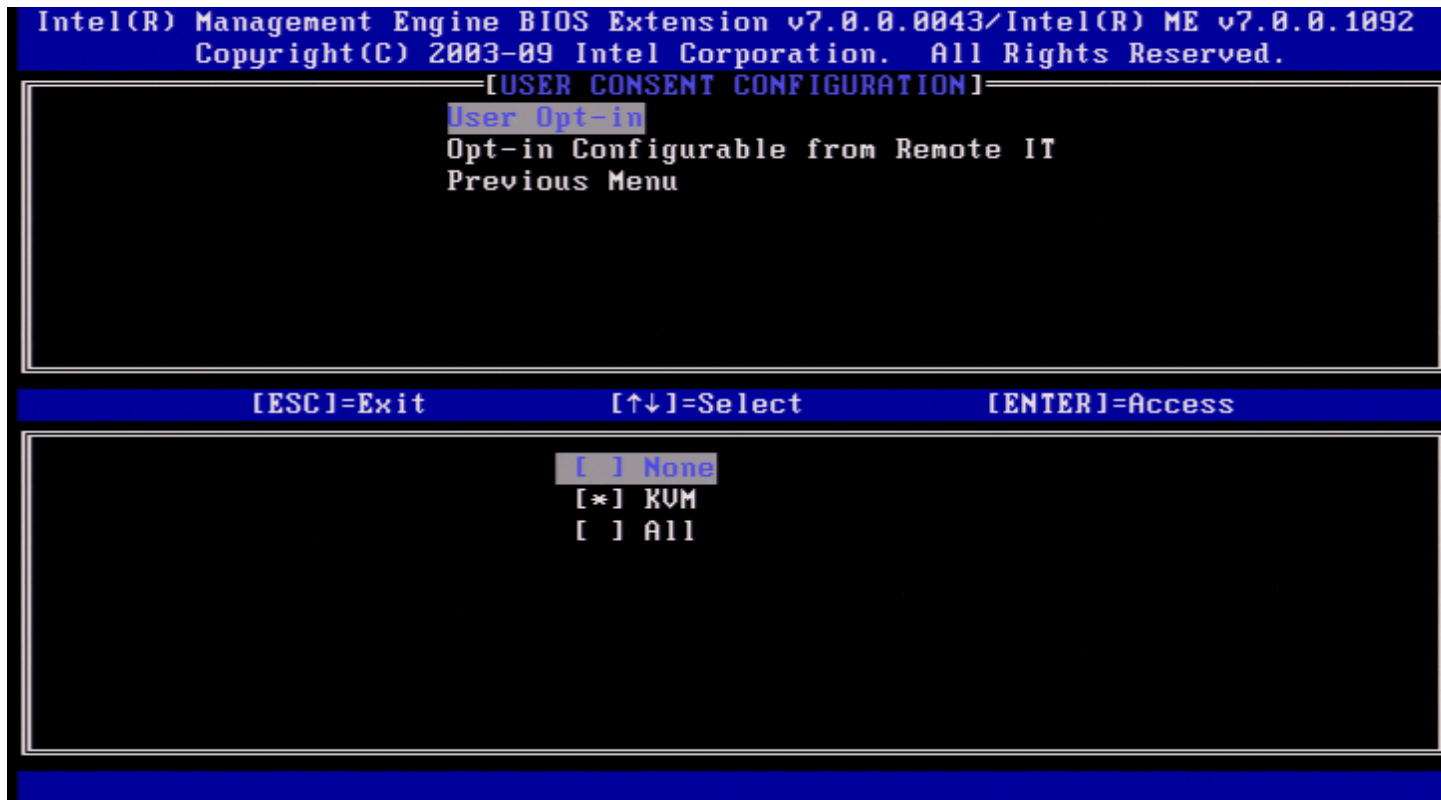 Intel(R) Management Engine BIOS Extension v7.0.0.0043/Intel(R) ME v7.0.0.1092
Copyright(C) 2003-09 Intel Corporation. All Rights Reserved.
[USER CONSENT CONFIGURATION]
User Opt-in
Opt-in Configurable from Remote IT
Previous Menu
[ESC]=Exit [↑↓]=Select [ENTER]=Access
[ ] None
[*] KVM
[ ] All